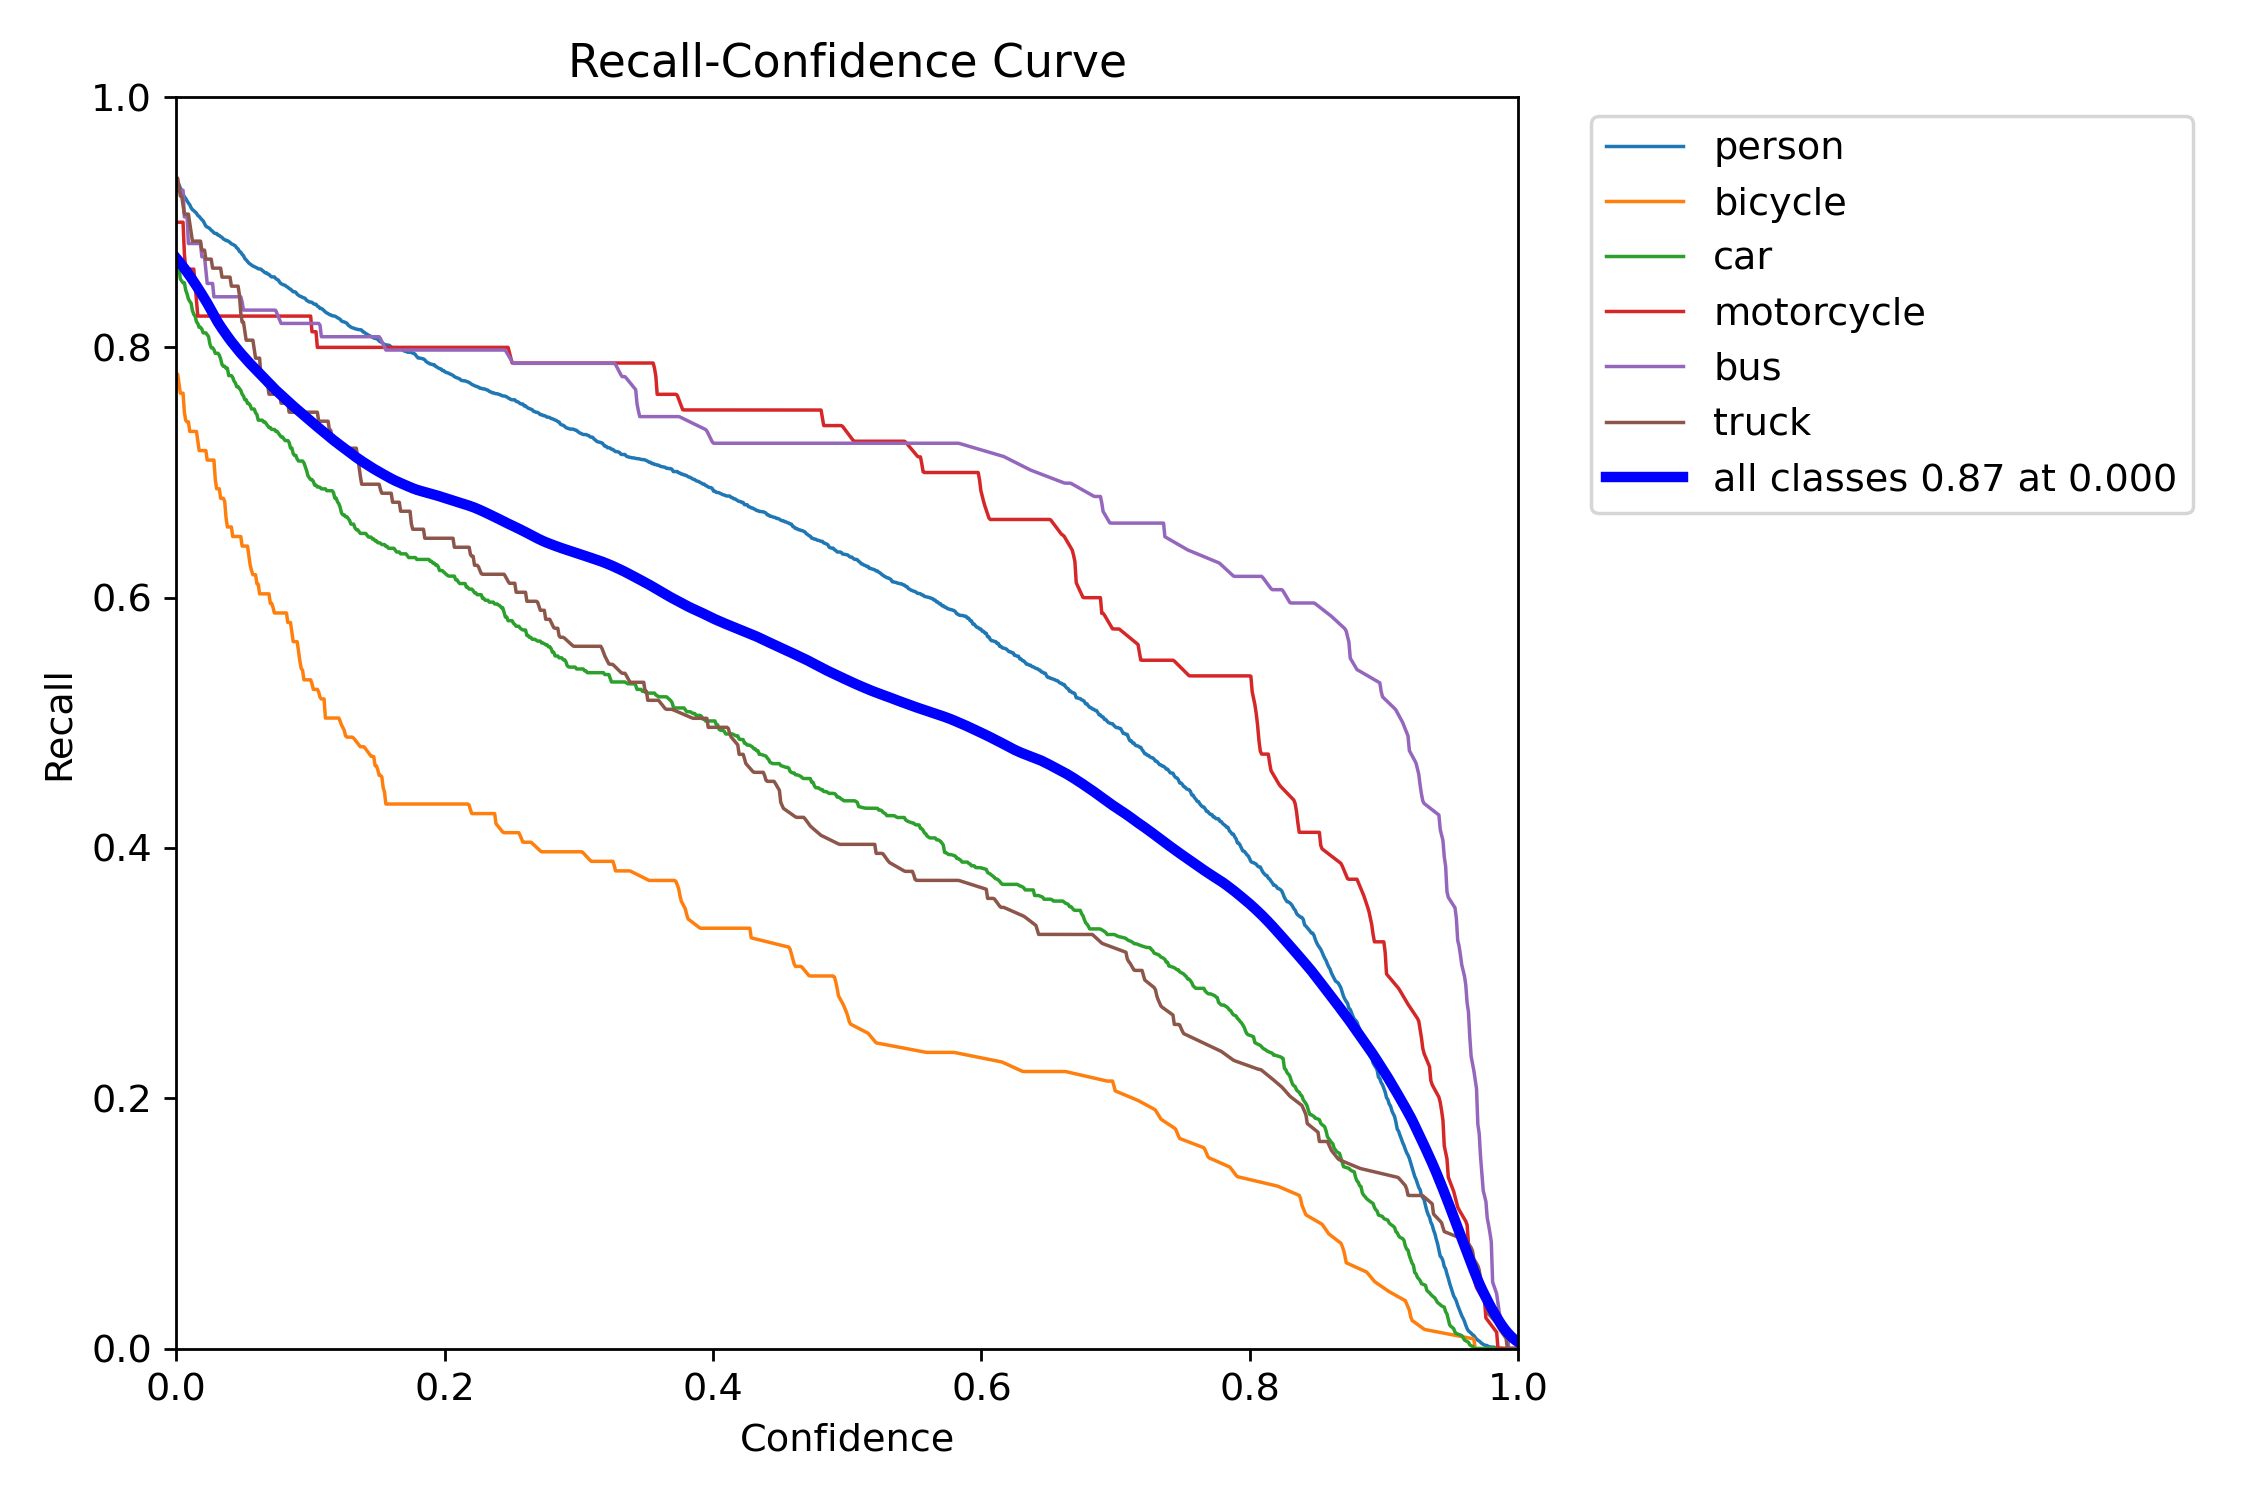 Recall-Confidence Curve
1.0
0.8
0.6
0.4
0.2
0.0
Recall
0.0 0.2 0.4 0.6 0.8 1.0
Confidence
person
bicycle
car
motorcycle
bus
truck
all classes 0.87 at 0.000